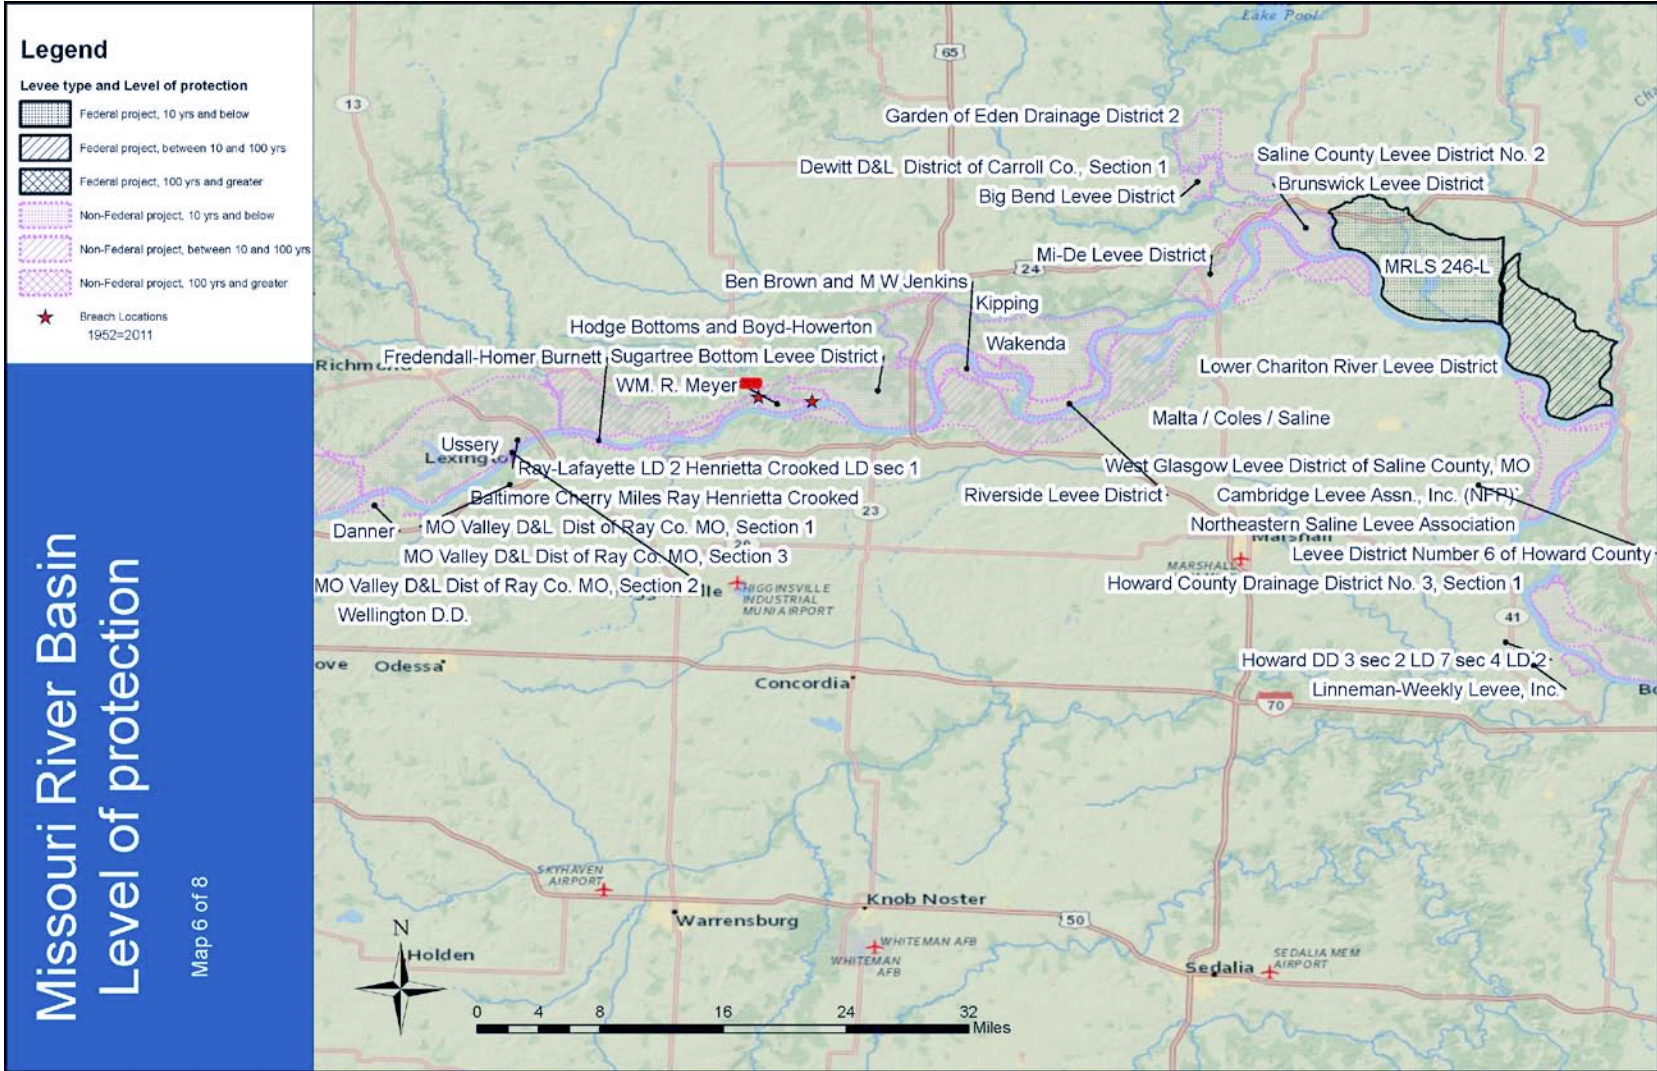 Legend
Levee type and Level of protection
Federal project, 10 yrs and below
Federal project, between 10 and 100 yrs
Federal project, 100 yrs and greater
Non-Federal project, 10 yrs and below
Non-Federal project, between 10 and 100 yrs
Non-Federal project, 100 yrs and greater
Breach Locations
1952=2011
Missouri River Basin
Level of protection
Map 6 of 8
Lake Pool
65
13
Garden of Eden Drainage District 2
Saline County Levee District No. 2
Dewitt D&L District of Carroll Co., Section 1
Brunswick Levee District
Big Bend Levee District
Mi-De Levee District
24
MRLS 246-L
Ben Brown and M W Jenkins
Kipping
Hodge Bottoms and Boyd-Howerton
Wakenda
Fredendall-Homer Burnett
Sugartree Bottom Levee District
Richmond
Lower Chariton River Levee District
WM. R. Meyer
Malta / Coles / Saline
Ussery
Lexington
Ray-Lafayette LD 2 Henrietta Crooked LD sec 1
West Glasgow Levee District of Saline County, MO
Baltimore Cherry Miles Ray Henrietta Crooked
Riverside Levee District
Cambridge Levee Assn., Inc. (NFP)
23
Danner
MO Valley D&L Dist of Ray Co. MO, Section 1
Northeastern Saline Levee Association
Marshall
MO Valley D&L Dist of Ray Co. MO, Section 3
Levee District Number 6 of Howard County
MARSHALL
MO Valley D&L Dist of Ray Co. MO, Section 2
HIGGINSVILLE
INDUSTRIAL
MUNI AIRPORT
Howard County Drainage District No. 3, Section 1
Wellington D.D.
41
ove
Odessa
Howard DD 3 sec 2 LD 7 sec 4 LD 2
Concordia
Linneman-Weekly Levee, Inc.
Bo
70
SKYHAVEN
AIRPORT
Knob Noster
Warrensburg
50
WHITEMAN AFB
WHITEMAN
AFB
N
Holden
SEDALIA MEM
AIRPORT
Sedalia
0 4 8 16 24 32
Miles